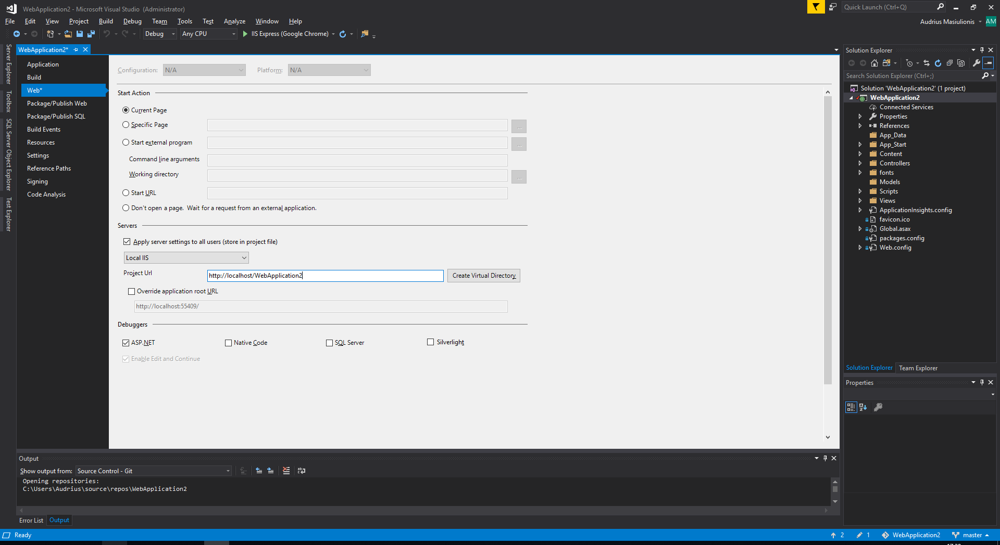 WebApplication2 - Microsoft Visual Studio (Administrator)
Quick Launch (Ctrl+Q)
File Edit View Project Build Debug Team Tools Test Analyze Window Help
Audrius Masiulionis AM
Debug Any CPU IIS Express (Google Chrome)
Server Explorer
Toolbox
SQL Server Object Explorer
Test Explorer
WebApplication2*
Application
Build
Web*
Package/Publish Web
Package/Publish SQL
Build Events
Resources
Settings
Reference Paths
Signing
Code Analysis
Configuration: N/A Platform: N/A
Start Action
Current Page
Specific Page ...
Start external program ...
Command line arguments
Working directory ...
Start URL
Don't open a page. Wait for a request from an external application.
Servers
Apply server settings to all users (store in project file)
Local IIS
Project Url http://localhost/WebApplication2 Create Virtual Directory
Override application root URL
http://localhost:55409/
Debuggers
ASP.NET Native Code SQL Server Silverlight
Enable Edit and Continue
Solution Explorer
Search Solution Explorer (Ctrl+;)
Solution 'WebApplication2' (1 project)
WebApplication2
Connected Services
Properties
References
App_Data
App_Start
Content
Controllers
fonts
Models
Scripts
Views
ApplicationInsights.config
favicon.ico
Global.asax
packages.config
Web.config
Solution Explorer Team Explorer
Properties
Output
Show output from: Source Control - Git
Opening repositories:
C:\Users\Audrius\source\repos\WebApplication2
Error List Output
Ready
2 1 WebApplication2 master